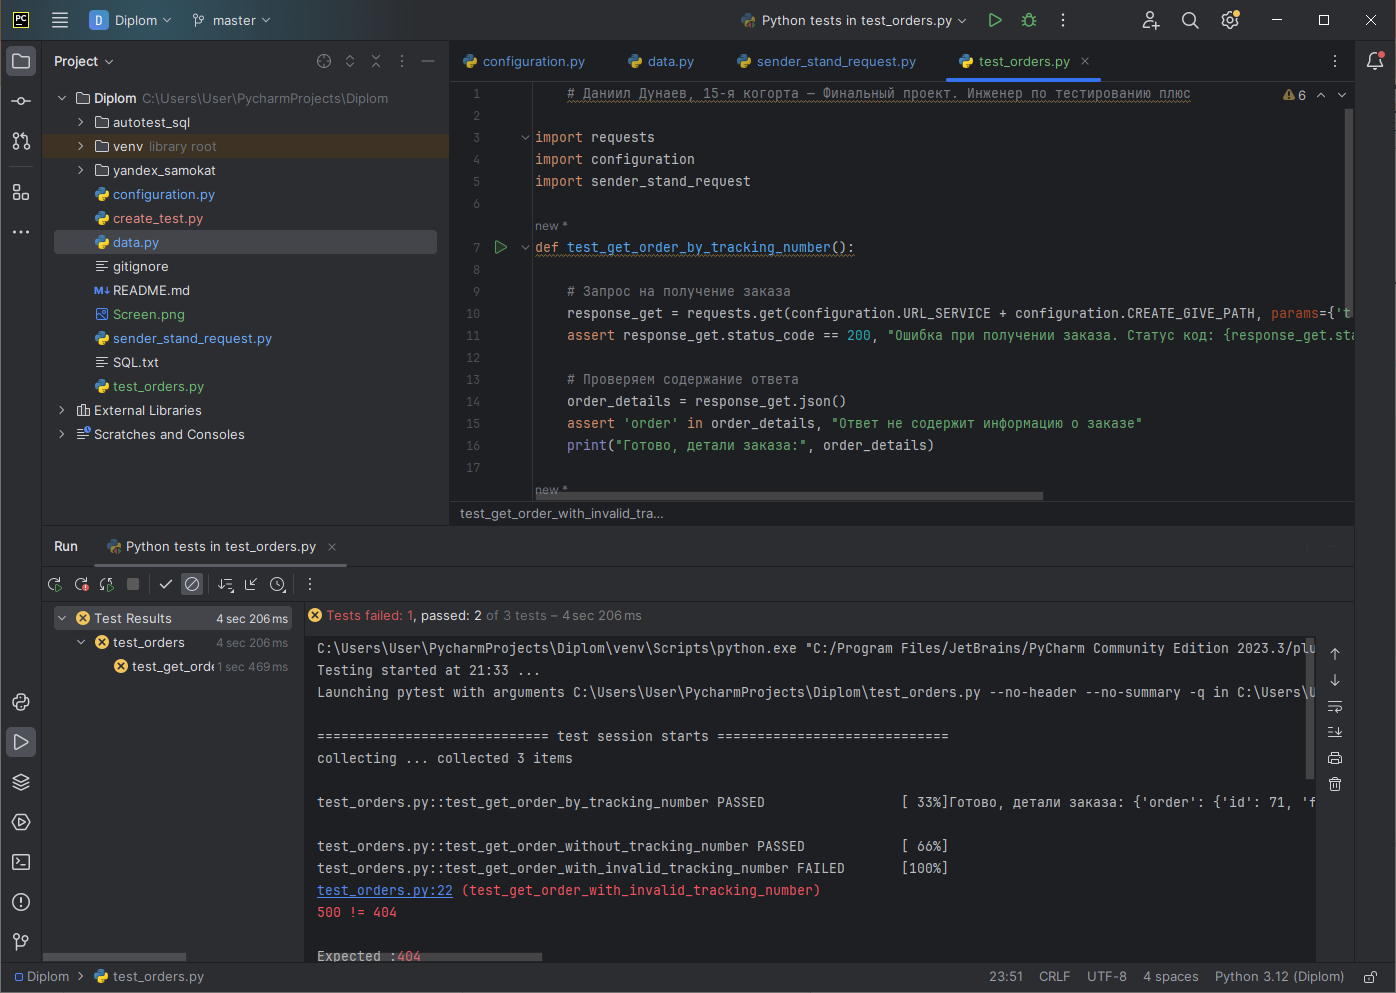 PC
D Diplom master Python tests in test_orders.py
Project
Diplom C:\Users\User\PycharmProjects\Diplom
autotest_sql
venv library root
yandex_samokat
configuration.py
create_test.py
data.py
gitignore
M↓ README.md
Screen.png
sender_stand_request.py
SQL.txt
test_orders.py
External Libraries
Scratches and Consoles
configuration.py data.py sender_stand_request.py test_orders.py
6
1 # Даниил Дунаев, 15-я когорта — Финальный проект. Инженер по тестированию плюс
2
3 import requests
4 import configuration
5 import sender_stand_request
6
new *
7 def test_get_order_by_tracking_number():
8
9 # Запрос на получение заказа
10 response_get = requests.get(configuration.URL_SERVICE + configuration.CREATE_GIVE_PATH, params={'t
11 assert response_get.status_code == 200, "Ошибка при получении заказа. Статус код: {response_get.sta
12
13 # Проверяем содержание ответа
14 order_details = response_get.json()
15 assert 'order' in order_details, "Ответ не содержит информацию о заказе"
16 print("Готово, детали заказа:", order_details)
17
new *
test_get_order_with_invalid_tra...
Run Python tests in test_orders.py
Test Results 4 sec 206 ms
test_orders 4 sec 206 ms
test_get_orde 1 sec 469 ms
Tests failed: 1, passed: 2 of 3 tests – 4 sec 206 ms
C:\Users\User\PycharmProjects\Diplom\venv\Scripts\python.exe "C:/Program Files/JetBrains/PyCharm Community Edition 2023.3/plu
Testing started at 21:33 ...
Launching pytest with arguments C:\Users\User\PycharmProjects\Diplom\test_orders.py --no-header --no-summary -q in C:\Users\U
============================= test session starts =============================
collecting ... collected 3 items
test_orders.py::test_get_order_by_tracking_number PASSED [ 33%]Готово, детали заказа: {'order': {'id': 71, 'f
test_orders.py::test_get_order_without_tracking_number PASSED [ 66%]
test_orders.py::test_get_order_with_invalid_tracking_number FAILED [100%]
test_orders.py:22 (test_get_order_with_invalid_tracking_number)
500 != 404
Expected :404
Diplom test_orders.py
23:51 CRLF UTF-8 4 spaces Python 3.12 (Diplom)